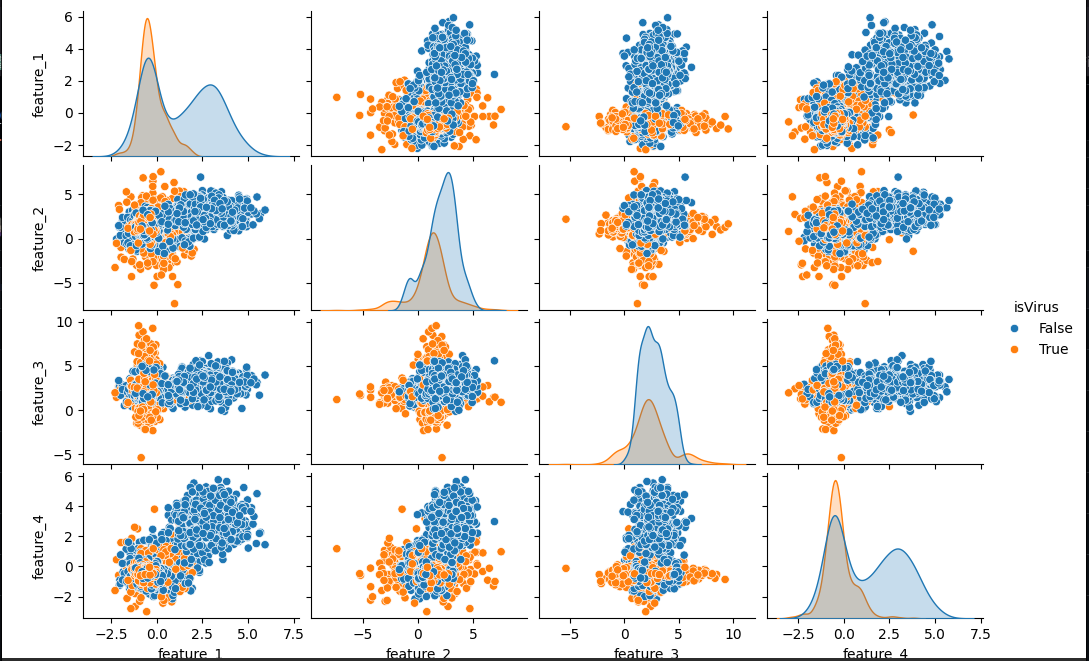 6
4
2
0
−2
feature_1
5
0
−5
feature_2
10
5
0
−5
feature_3
6
4
2
0
−2
feature_4
−2.5 0.0 2.5 5.0 7.5
−5 0 5
−5 0 5 10
−2.5 0.0 2.5 5.0 7.5
feature_1 feature_2 feature_3 feature_4
isVirus
False
True